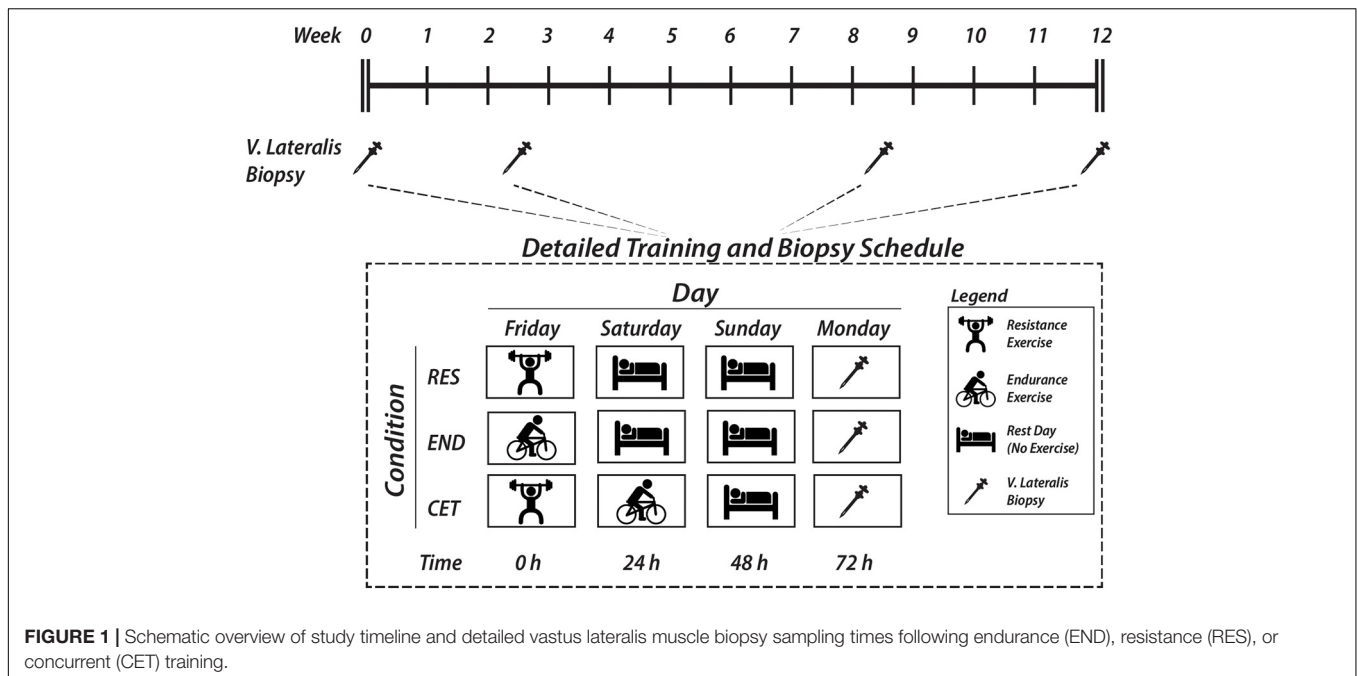 Week 0 1 2 3 4 5 6 7 8 9 10 11 12
V. Lateralis
Biopsy
Detailed Training and Biopsy Schedule
Day
Friday Saturday Sunday Monday
Condition
RES
END
CET
Time 0 h 24 h 48 h 72 h
Legend
Resistance
Exercise
Endurance
Exercise
Rest Day
(No Exercise)
V. Lateralis
Biopsy
FIGURE 1 | Schematic overview of study timeline and detailed vastus lateralis muscle biopsy sampling times following endurance (END), resistance (RES), or
concurrent (CET) training.